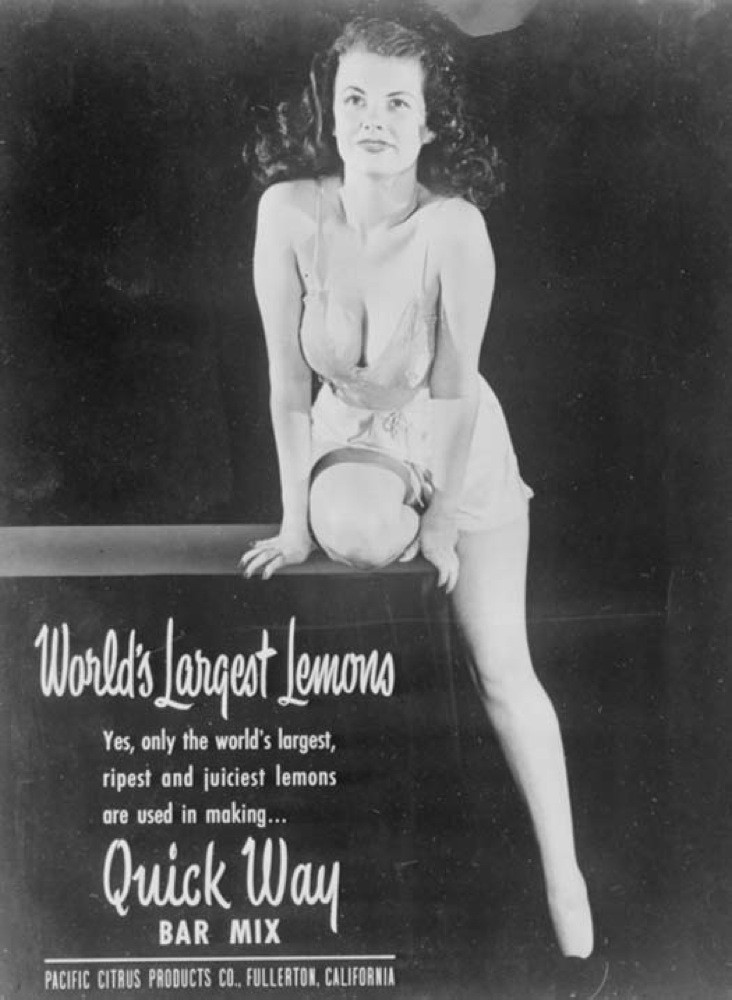 World's Largest Lemons
Yes, only the world's largest,
ripest and juiciest lemons
are used in making...
Quick Way
BAR MIX
PACIFIC CITRUS PRODUCTS CO., FULLERTON, CALIFORNIA